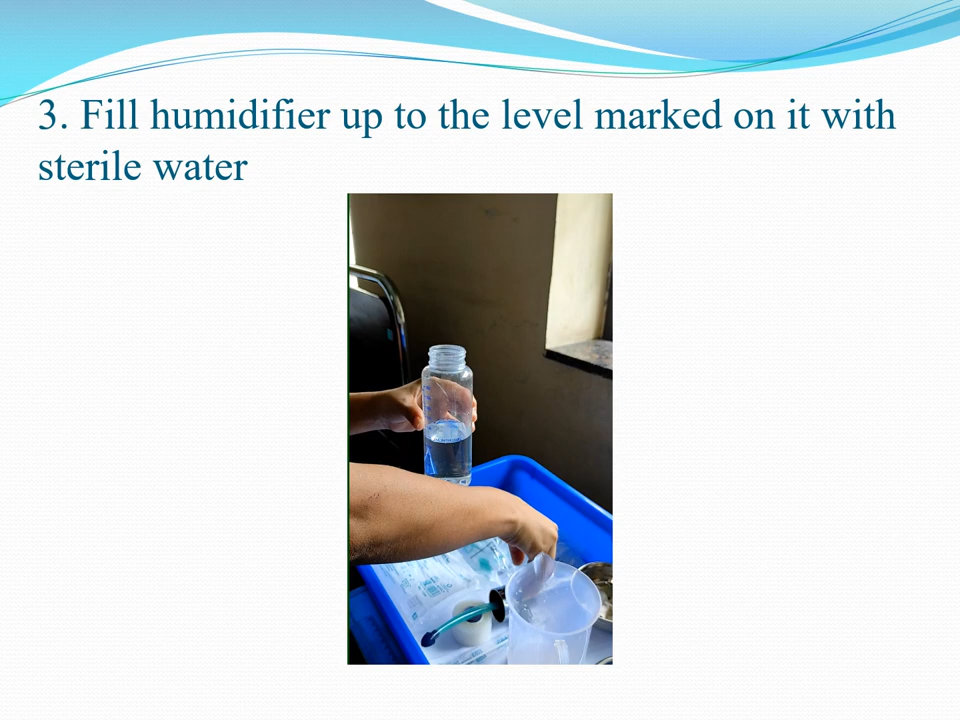 3. Fill humidifier up to the level marked on it with
sterile water